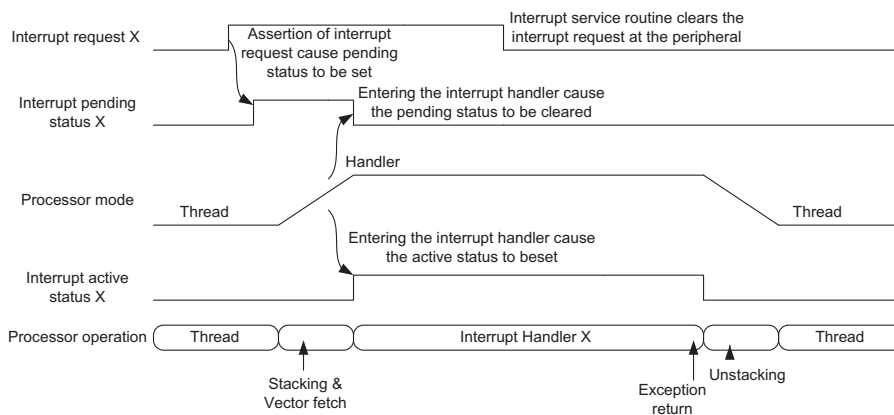 Interrupt request X
Assertion of interrupt
request cause pending
status to be set
Interrupt service routine clears the
interrupt request at the peripheral
Interrupt pending
status X
Entering the interrupt handler cause
the pending status to be cleared
Handler
Processor mode
Thread
Thread
Entering the interrupt handler cause
the active status to beset
Interrupt active
status X
Processor operation
Thread
Interrupt Handler X
Thread
Stacking &
Vector fetch
Exception
return
Unstacking